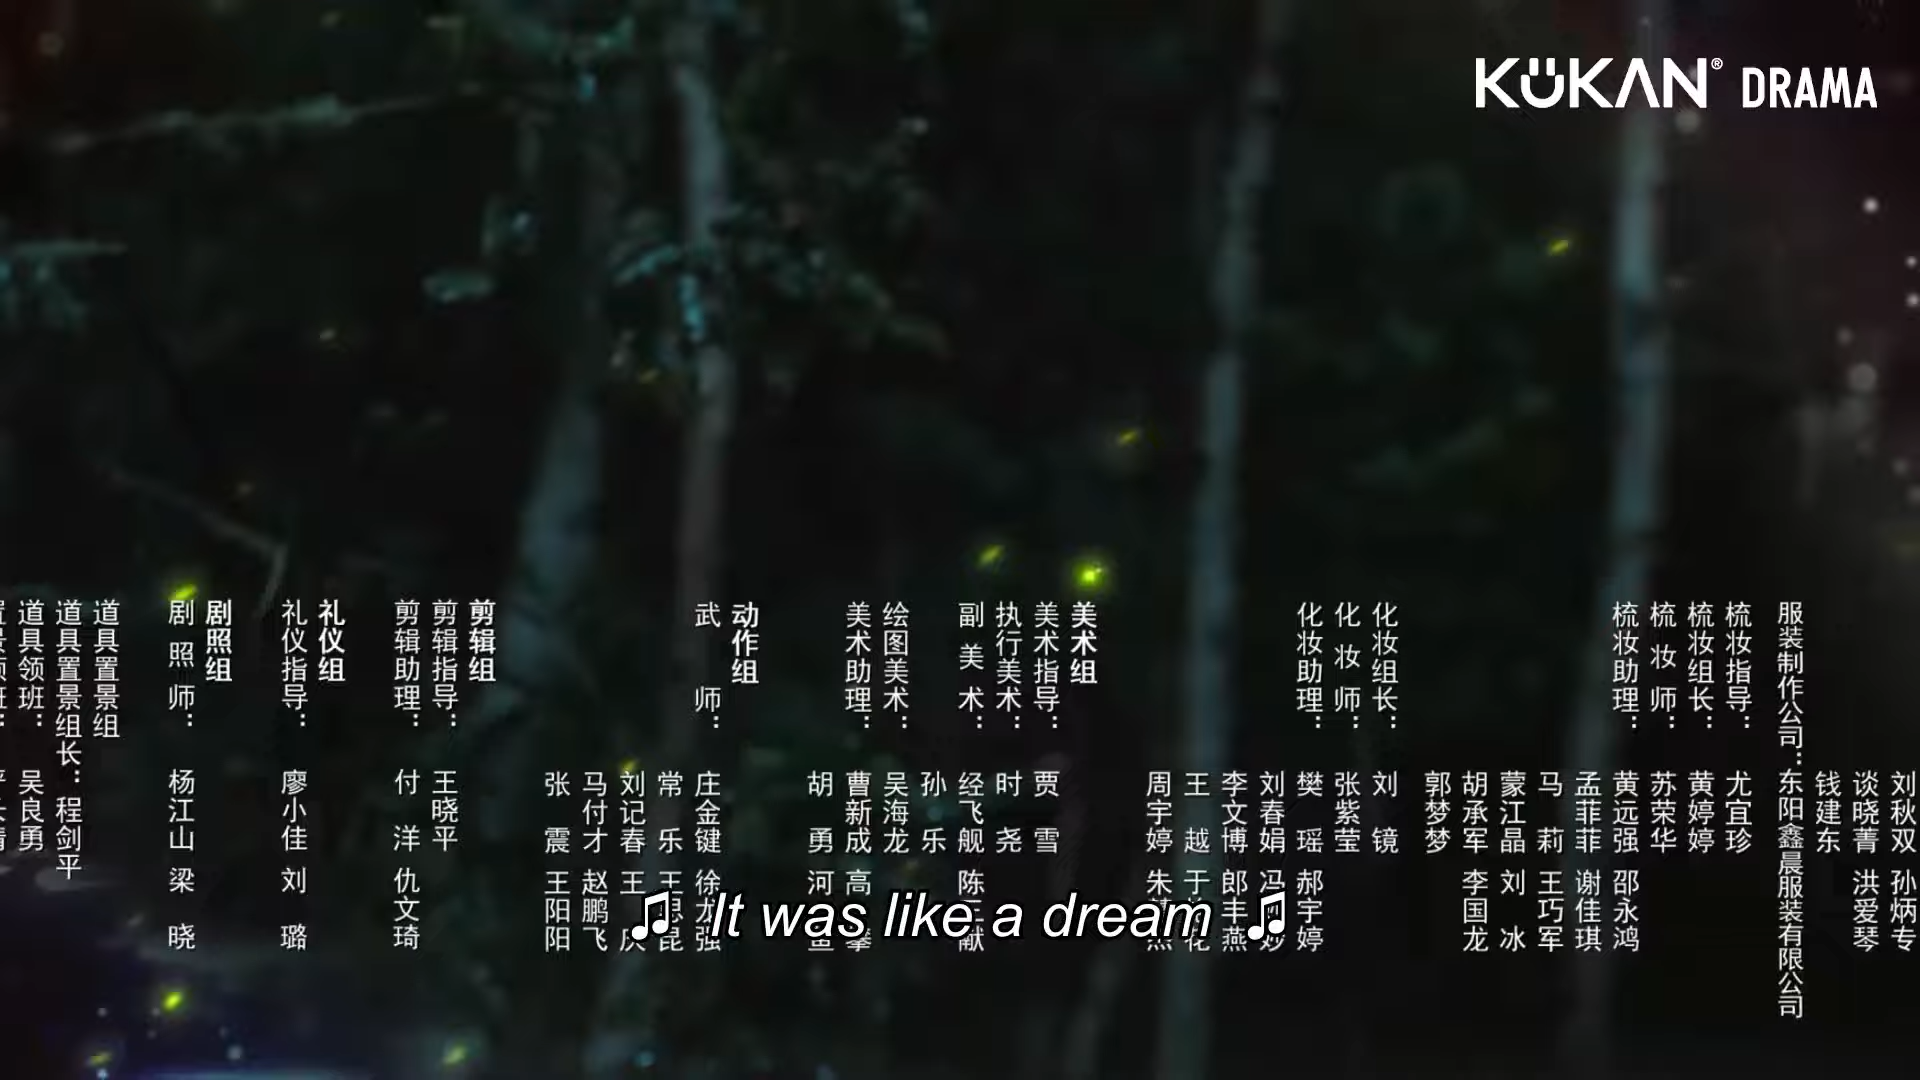 KÜKAN® DRAMA
刘秋双 孙炳专
谈晓菁 洪爱琴
钱建东
服装制作公司：东阳鑫晨服装有限公司
梳妆指导： 尤宜珍
梳妆组长： 黄婷婷
梳妆师： 苏荣华
梳妆助理： 黄远强 邵永鸿
孟菲菲 谢佳琪
马莉 王巧军
蒙江晶 刘冰
胡承军 李国龙
郭梦梦
化妆组长： 刘镜
化妆师： 张紫莹
化妆助理： 樊瑶 郝宇婷
刘春娟
李文博 郎丰燕
王越
周宇婷
美术组
美术指导： 贾雪
执行美术： 时尧
副美术： 经飞舰
孙乐
绘图美术： 吴海龙
美术助理： 曹新成
胡勇
动作组
武师： 庄金键
常乐
刘记春
马付才 赵鹏飞
张震 王阳阳
剪辑组
剪辑指导： 王晓平
剪辑助理： 付洋 仇文琦
礼仪组
礼仪指导： 廖小佳 刘璐
剧照组
剧照师： 杨江山 梁晓
道具置景组
道具置景组长：程剑平
道具领班： 吴良勇
♫ It was like a dream ♫